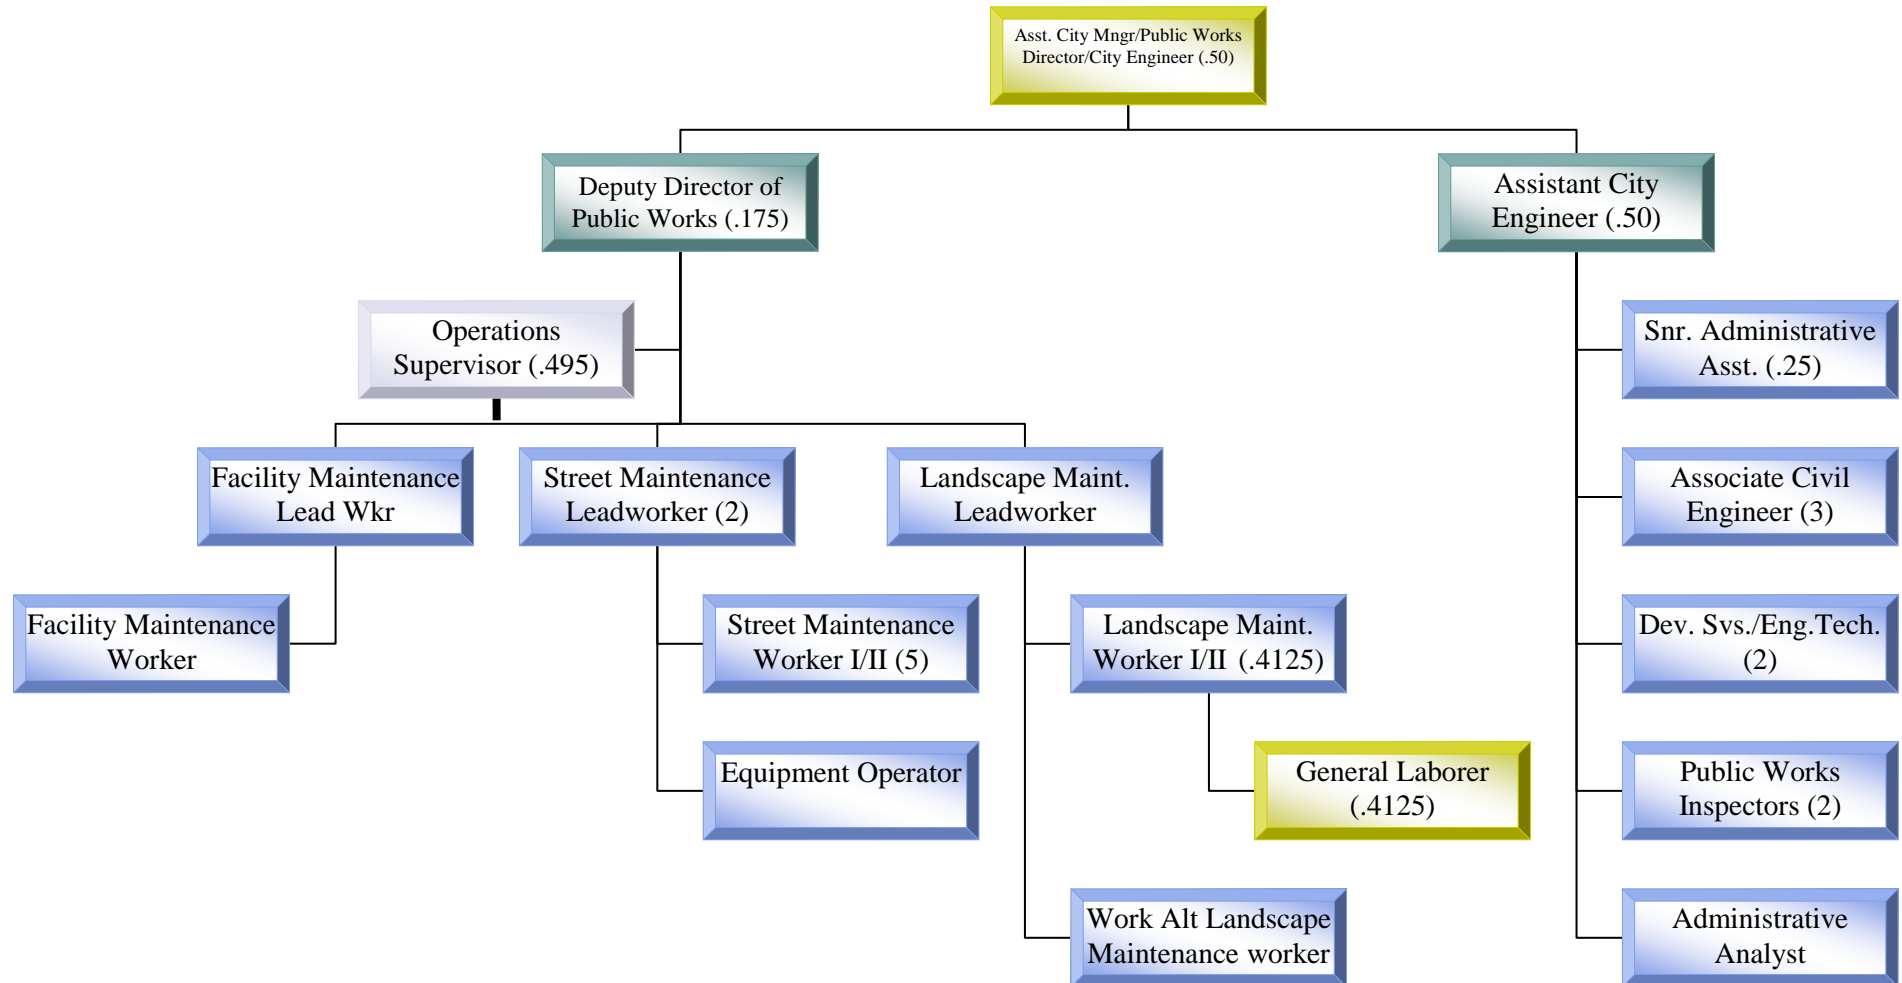 Asst. City Mngr/Public Works
Director/City Engineer (.50)
Deputy Director of
Public Works (.175)
Assistant City
Engineer (.50)
Operations
Supervisor (.495)
Snr. Administrative
Asst. (.25)
Facility Maintenance
Lead Wkr
Street Maintenance
Leadworker (2)
Landscape Maint.
Leadworker
Associate Civil
Engineer (3)
Facility Maintenance
Worker
Street Maintenance
Worker I/II (5)
Landscape Maint.
Worker I/II (.4125)
Dev. Svs./Eng.Tech.
(2)
Equipment Operator
General Laborer
(.4125)
Public Works
Inspectors (2)
Work Alt Landscape
Maintenance worker
Administrative
Analyst